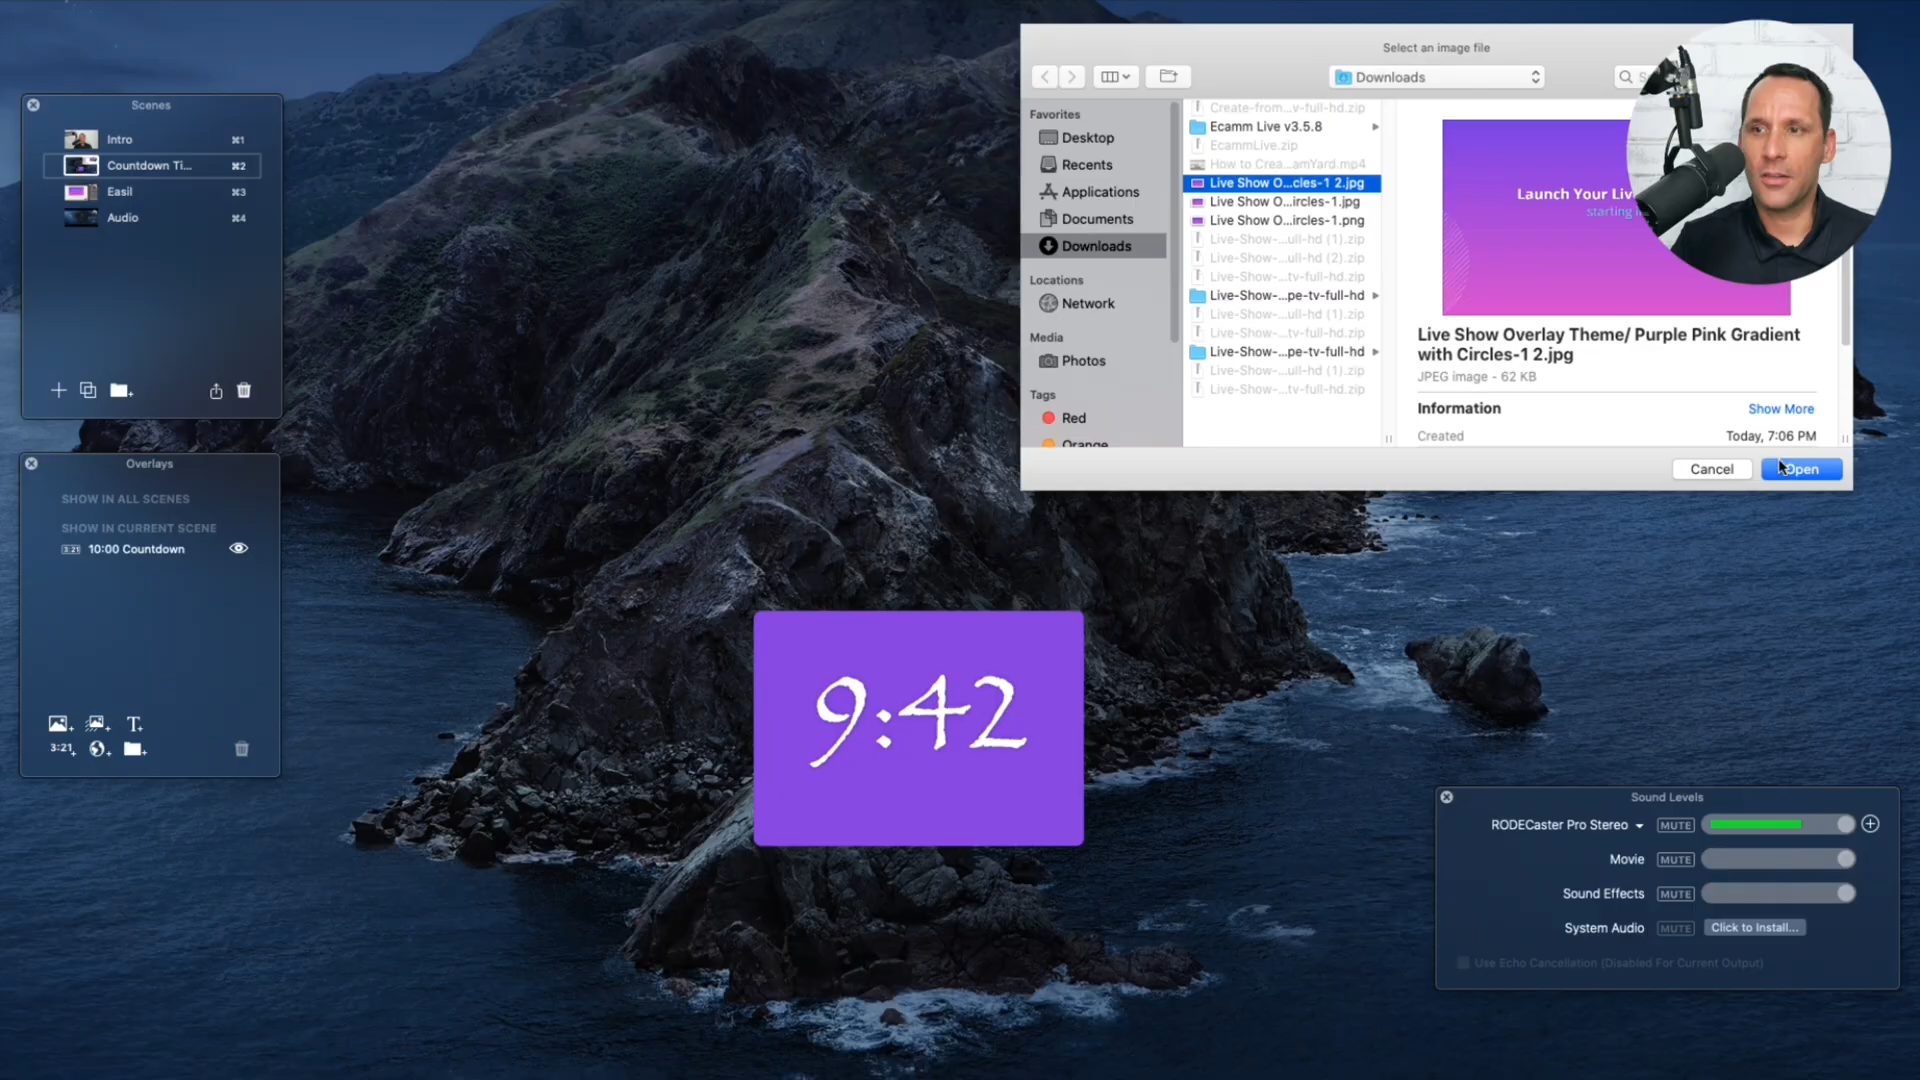 Scenes
Intro ⌘1
Countdown Ti... ⌘2
Easil ⌘3
Audio ⌘4
Overlays
SHOW IN ALL SCENES
SHOW IN CURRENT SCENE
3:21 10:00 Countdown
T+
3:21+
9:42
Select an image file
Downloads
Favorites
Desktop
Recents
Applications
Documents
Downloads
Locations
Network
Media
Photos
Tags
Red
Orange
Create-from...v-full-hd.zip
Ecamm Live v3.5.8
EcammLive.zip
How to Crea...amYard.mp4
Live Show O...cles-1 2.jpg
Live Show O...ircles-1.jpg
Live Show O...ircles-1.png
Live-Show-...ull-hd (1).zip
Live-Show-...ull-hd (2).zip
Live-Show-...tv-full-hd.zip
Live-Show-...pe-tv-full-hd
Live-Show-...ull-hd (1).zip
Live-Show-...tv-full-hd.zip
Live-Show-...pe-tv-full-hd
Live-Show-...ull-hd (1).zip
Live-Show-...tv-full-hd.zip
Launch Your Liv
starting i
Live Show Overlay Theme/ Purple Pink Gradient
with Circles-1 2.jpg
JPEG image - 62 KB
Information Show More
Created Today, 7:06 PM
Cancel Open
Sound Levels
RODECaster Pro Stereo MUTE
Movie MUTE
Sound Effects MUTE
System Audio MUTE Click to Install...
Use Echo Cancellation (Disabled For Current Output)